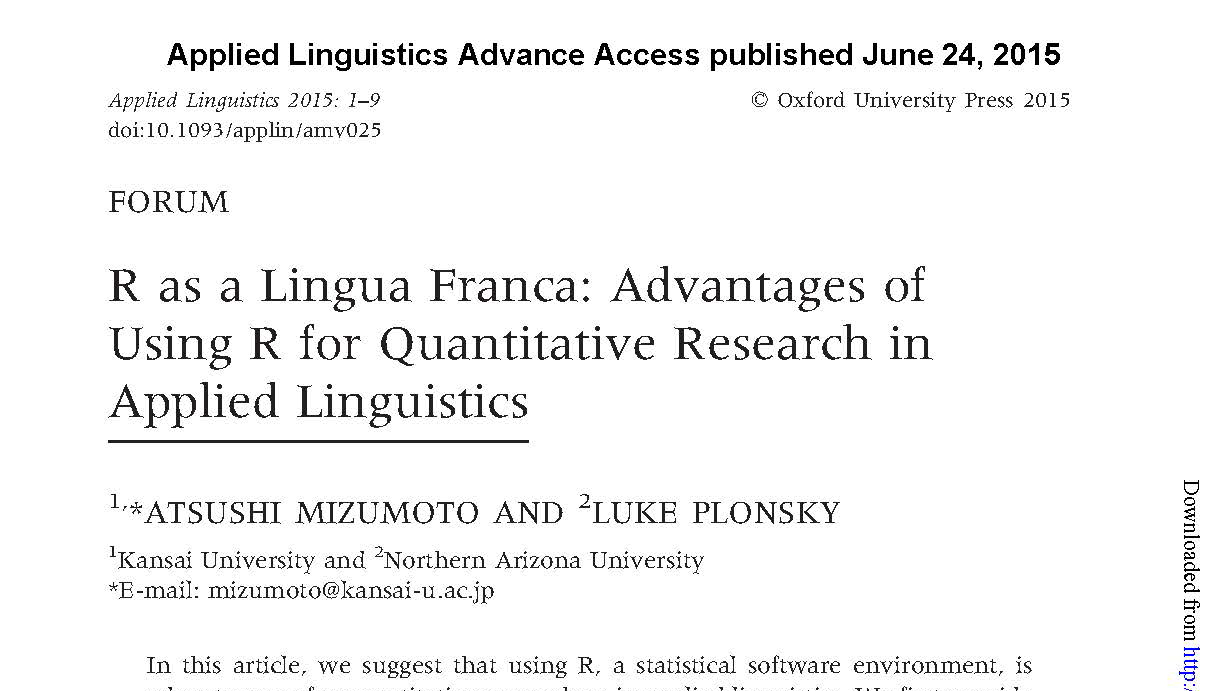 Applied Linguistics Advance Access published June 24, 2015
Applied Linguistics 2015: 1–9
© Oxford University Press 2015
doi:10.1093/applin/amv025
FORUM
R as a Lingua Franca: Advantages of
Using R for Quantitative Research in
Applied Linguistics
1,*ATSUSHI MIZUMOTO AND 2LUKE PLONSKY
1Kansai University and 2Northern Arizona University
*E-mail: mizumoto@kansai-u.ac.jp
In this article, we suggest that using R, a statistical software environment, is
Downloaded from http:/